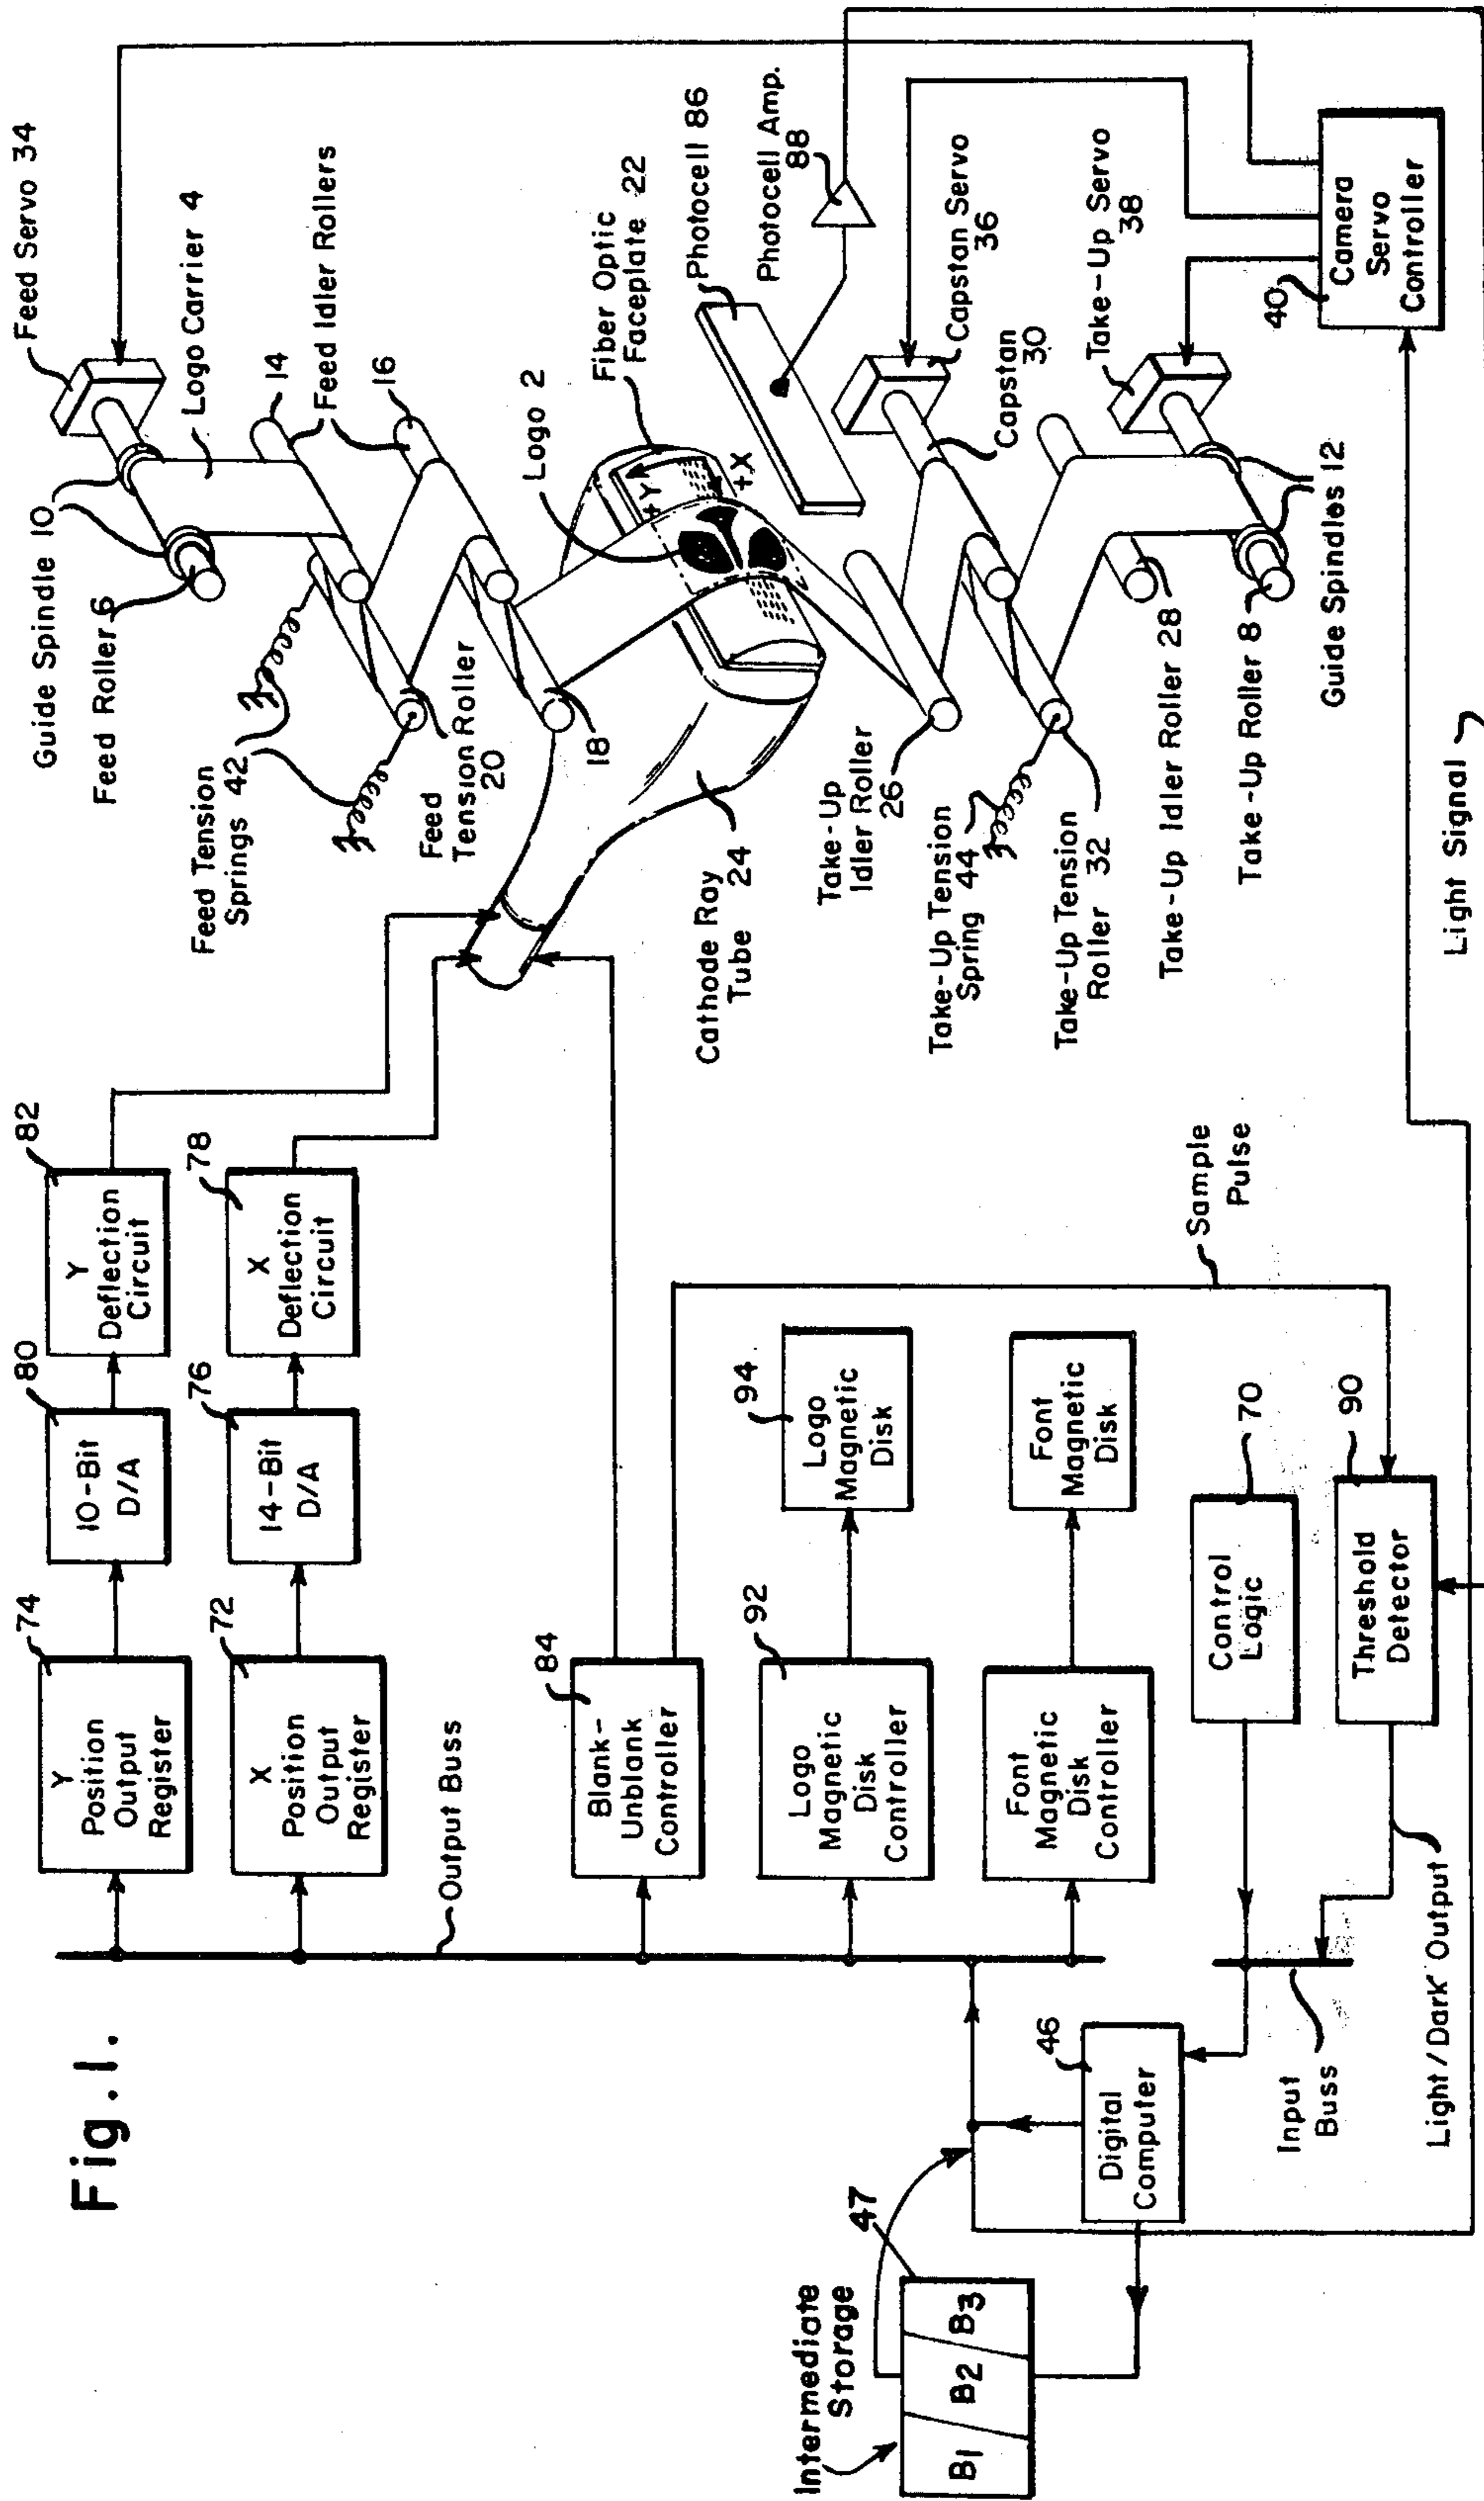 Fig. 1.
Y
Position
Output
Register
74
10-Bit
D/A
80
Y
Deflection
Circuit
82
X
Position
Output
Register
72
14-Bit
D/A
76
X
Deflection
Circuit
78
Output Buss
Blank-
Unblank
Controller
84
Logo
Magnetic
Disk
Controller
92
Logo
Magnetic
Disk
94
Font
Magnetic
Disk
Controller
Font
Magnetic
Disk
Control
Logic
70
Threshold
Detector
90
Sample
Pulse
Intermediate
Storage
47
B1
B2
B3
Digital
Computer
46
Input
Buss
Light/Dark Output
Light Signal
Guide Spindle 10
Feed Roller 6
Feed Tension
Springs 42
Feed
Tension Roller
20
18
Cathode Ray
Tube 24
Take-Up
Idler Roller
26
Take-Up Tension
Spring 44
Take-Up Tension
Roller 32
Take-Up Idler Roller 28
Take-Up Roller 8
Guide Spindles 12
Feed Servo 34
Logo Carrier 4
14
Feed Idler Rollers
16
Fiber Optic
Faceplate 22
Logo 2
+Y
+X
Photocell 86
Photocell Amp.
88
Capstan Servo
36
Capstan
30
Take-Up Servo
38
40
Camera
Servo
Controller